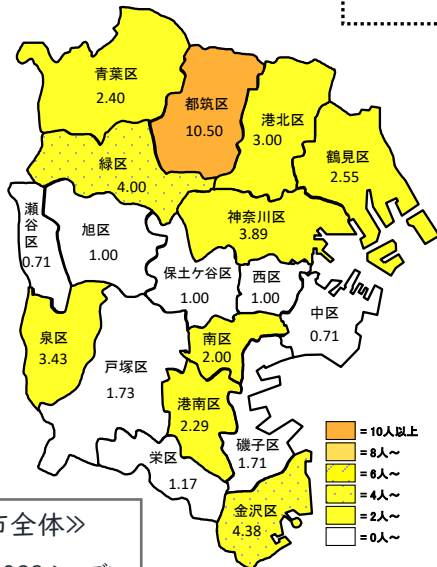 青葉区
2.40
都筑区
10.50
港北区
3.00
鶴見区
2.55
緑区
4.00
神奈川区
3.89
瀬
谷
区
0.71
旭区
1.00
保土ケ谷区
1.00
西区
1.00
中区
0.71
泉区
3.43
戸塚区
1.73
南区
2.00
港南区
2.29
磯子区
1.71
栄区
1.17
金沢区
4.38
= 10人以上
= 8人～
= 6人～
= 4人～
= 2人～
= 0人～
市全体≫